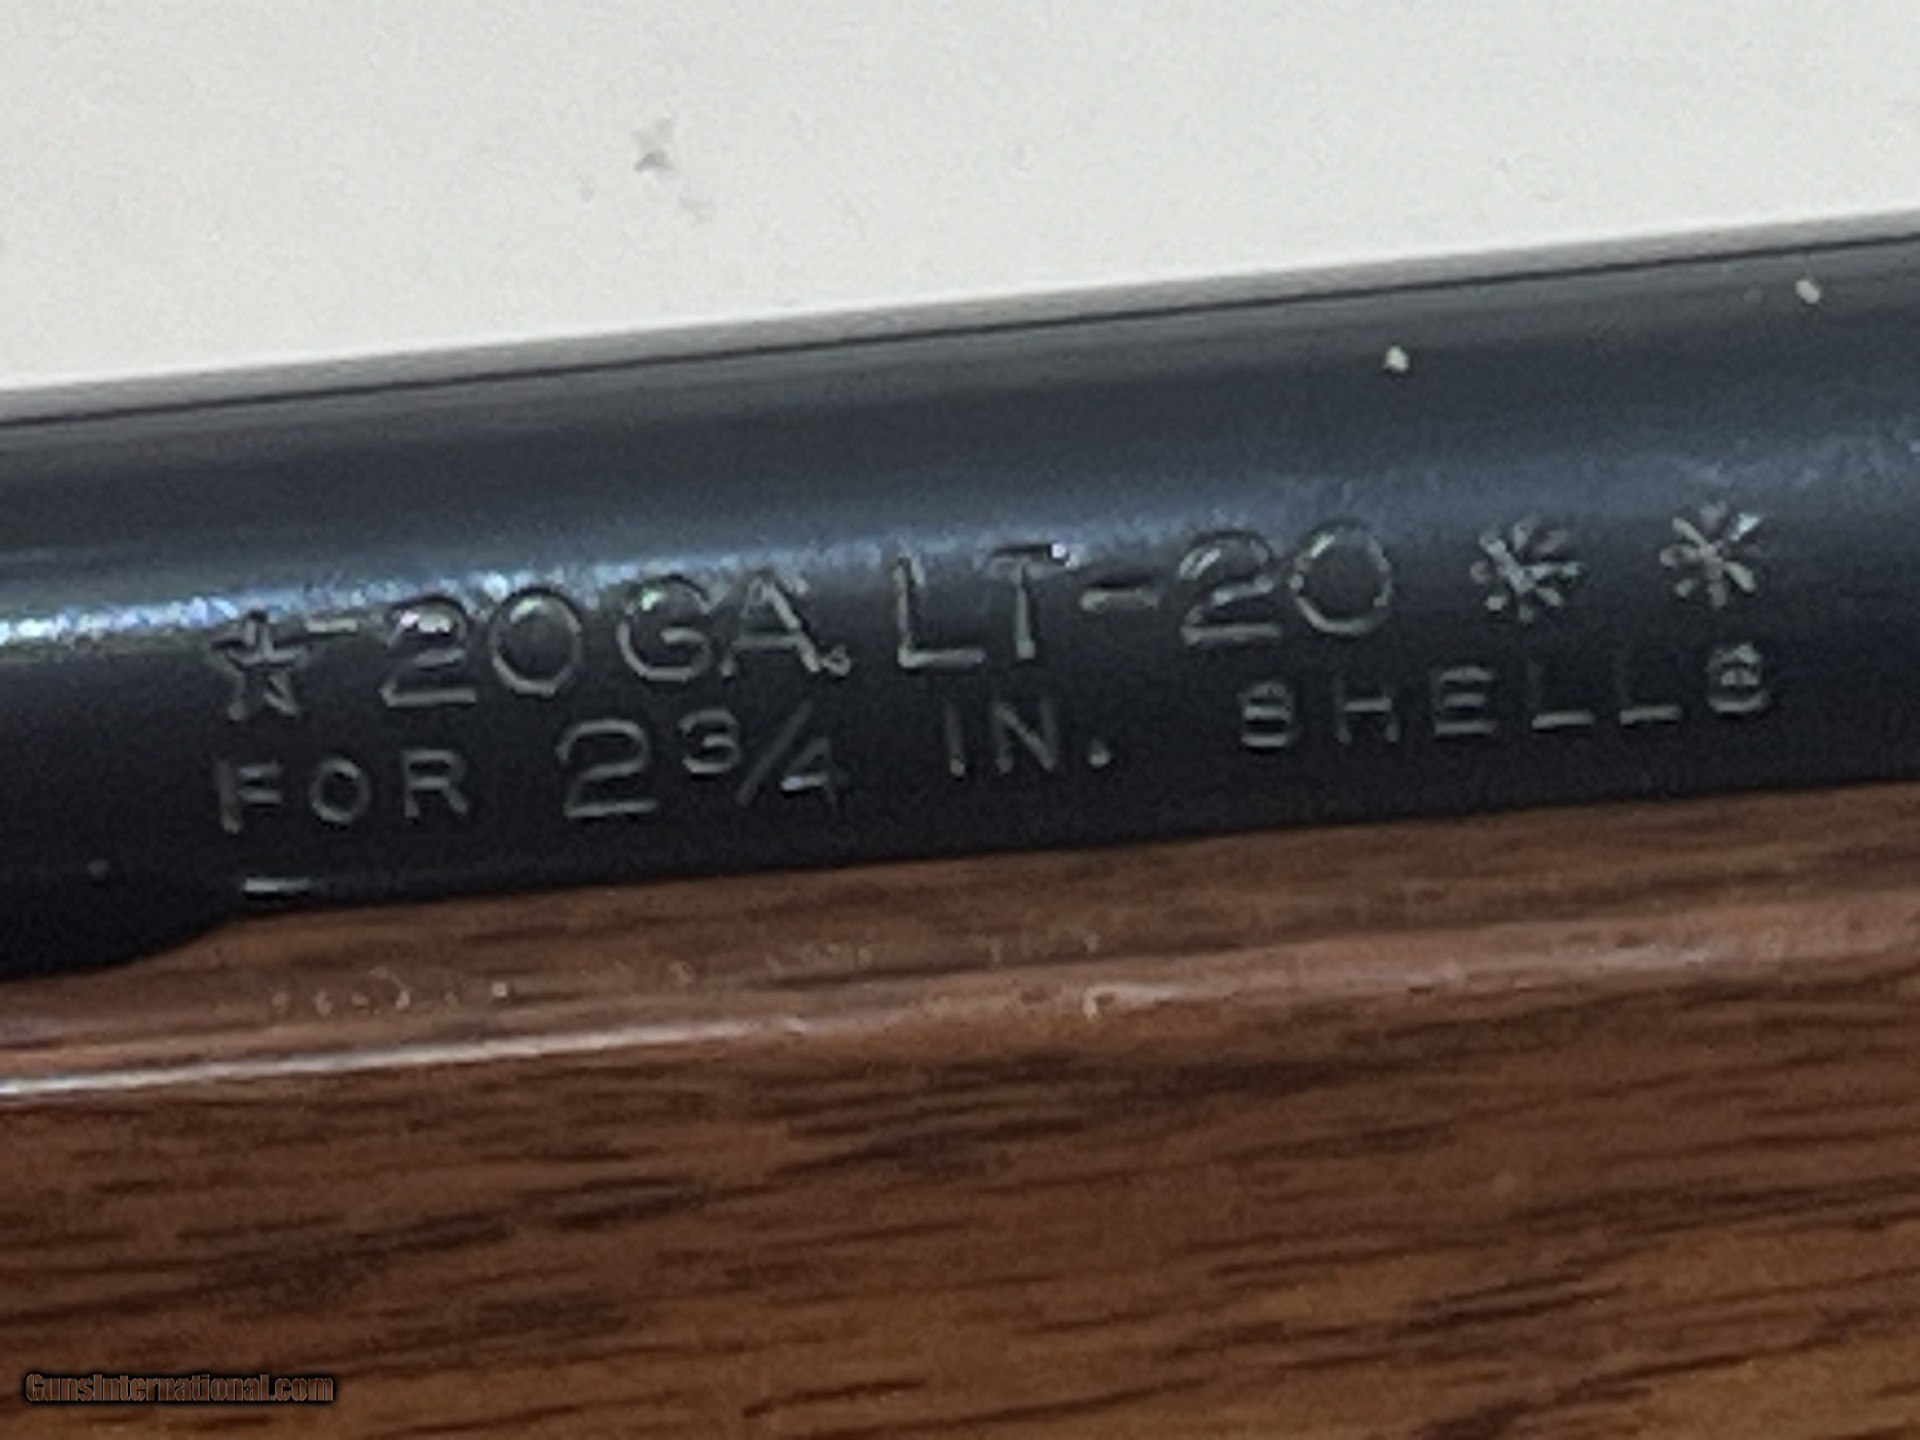 ☆-20GA. LT-20 * *
FOR 2¾ IN. SHELLS
GunsInternational.com